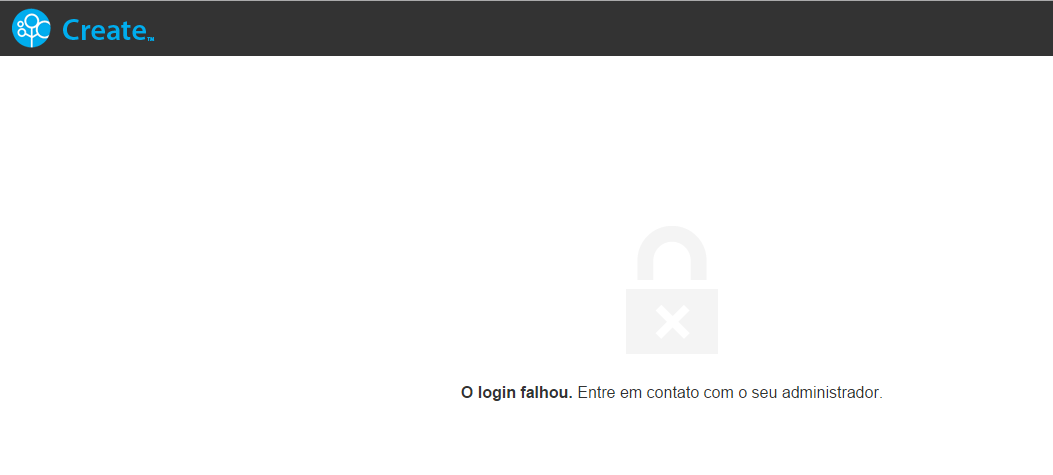 Create™
O login falhou. Entre em contato com o seu administrador.